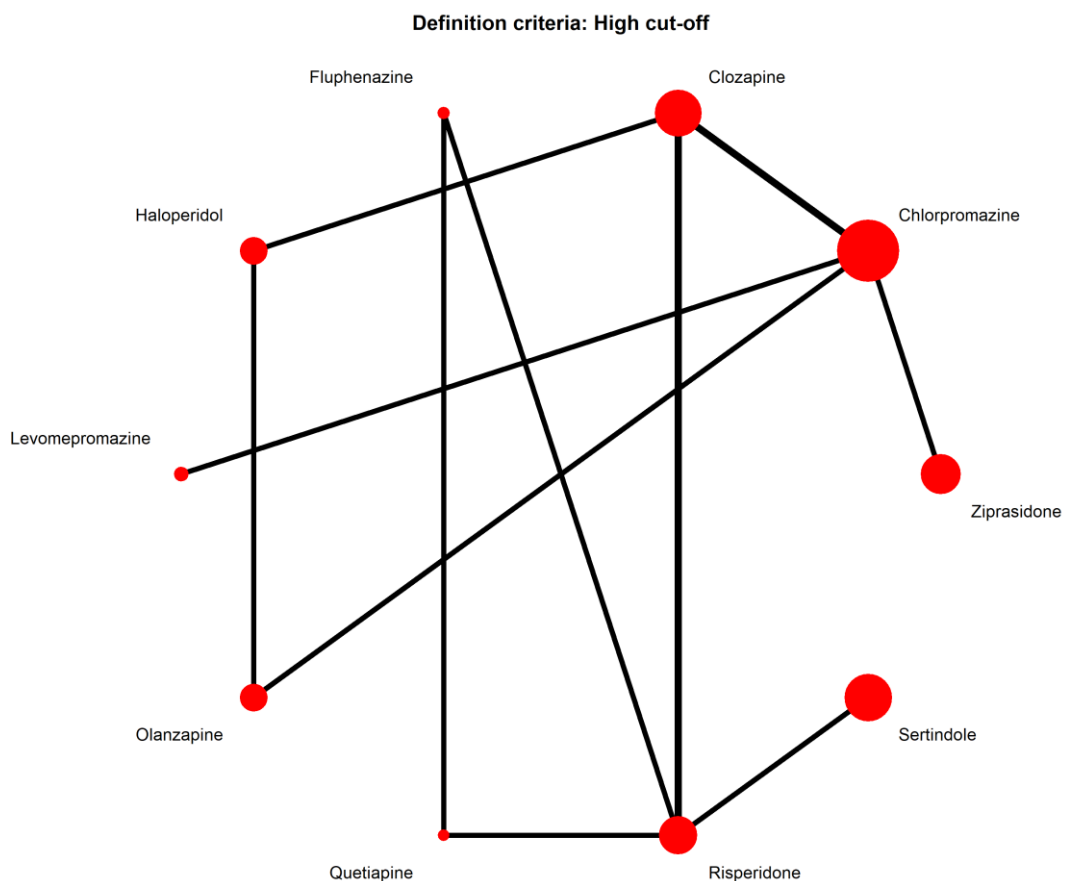 Definition criteria: High cut-off
Fluphenazine
Clozapine
Haloperidol
Chlorpromazine
Levomepromazine
Ziprasidone
Olanzapine
Sertindole
Quetiapine
Risperidone